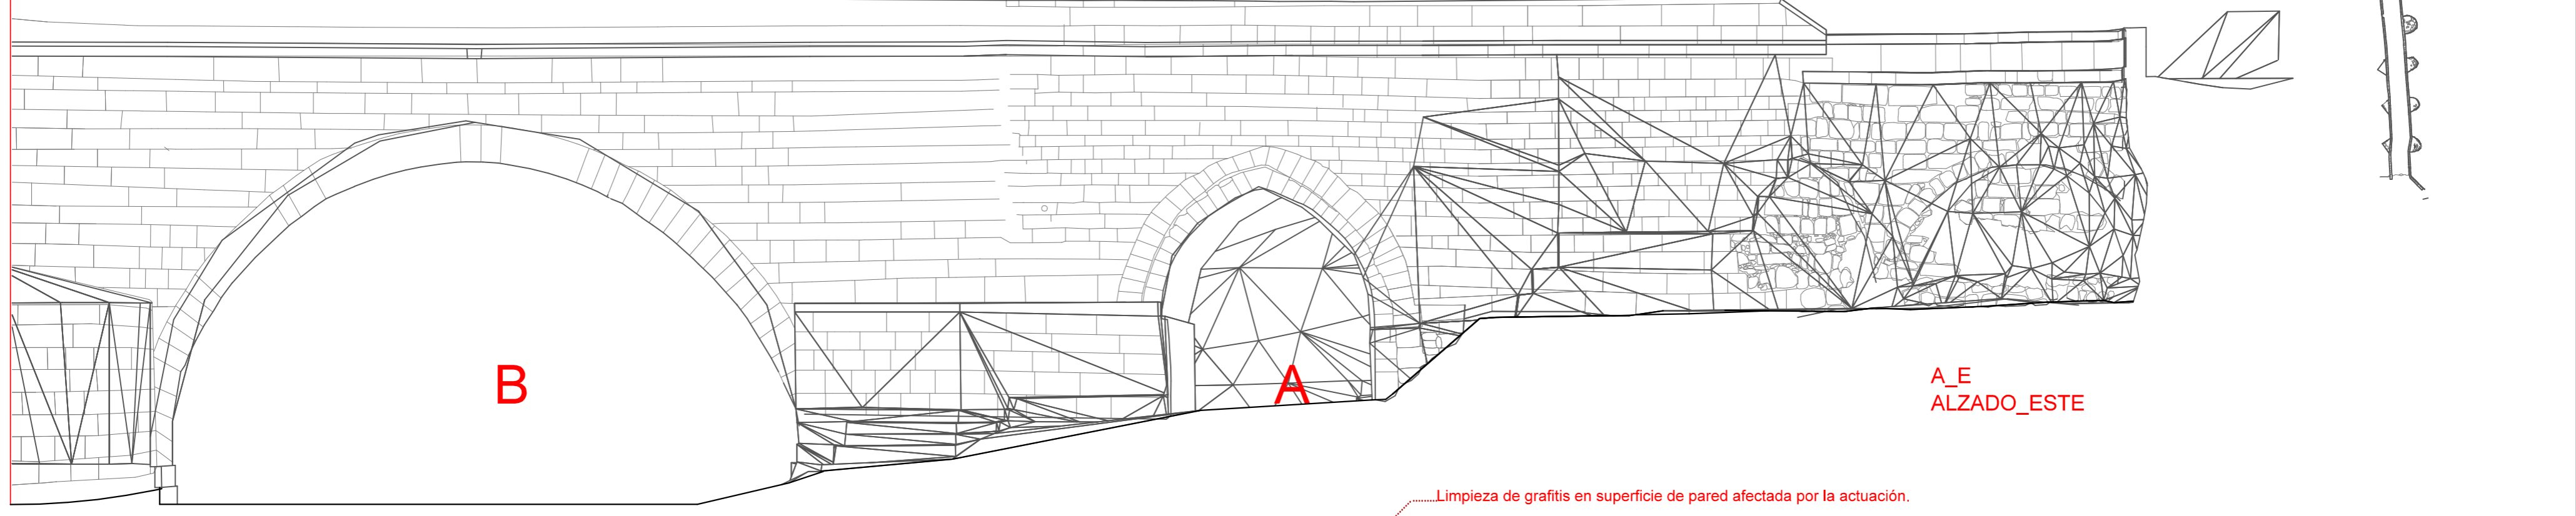 B
A
A_E
ALZADO_ESTE
Limpieza de grafitis en superficie de pared afectada por la actuación.